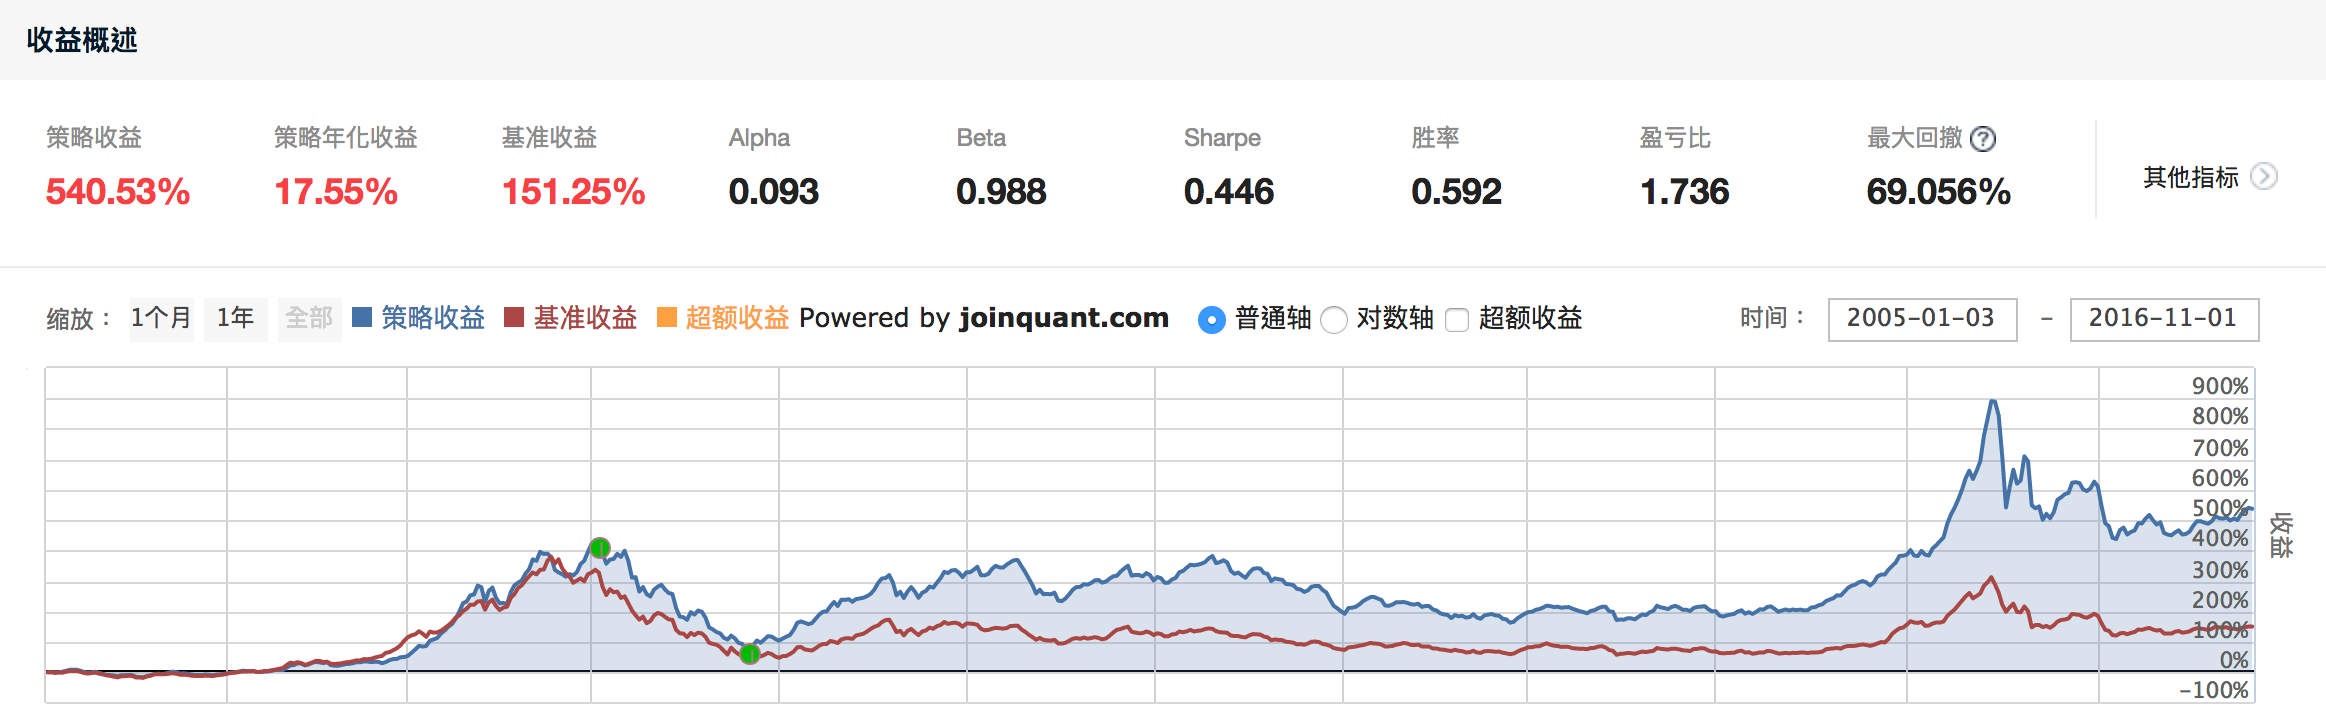 收益概述
策略收益 策略年化收益 基准收益 Alpha Beta Sharpe 胜率 盈亏比 最大回撤 ?
540.53% 17.55% 151.25% 0.093 0.988 0.446 0.592 1.736 69.056% 其他指标
缩放： 1个月 1年 全部 策略收益 基准收益 超额收益 Powered by joinquant.com 普通轴 对数轴 超额收益 时间： 2005-01-03 - 2016-11-01
900%
800%
700%
600%
500%
400%
300%
200%
100%
0%
-100%
收益